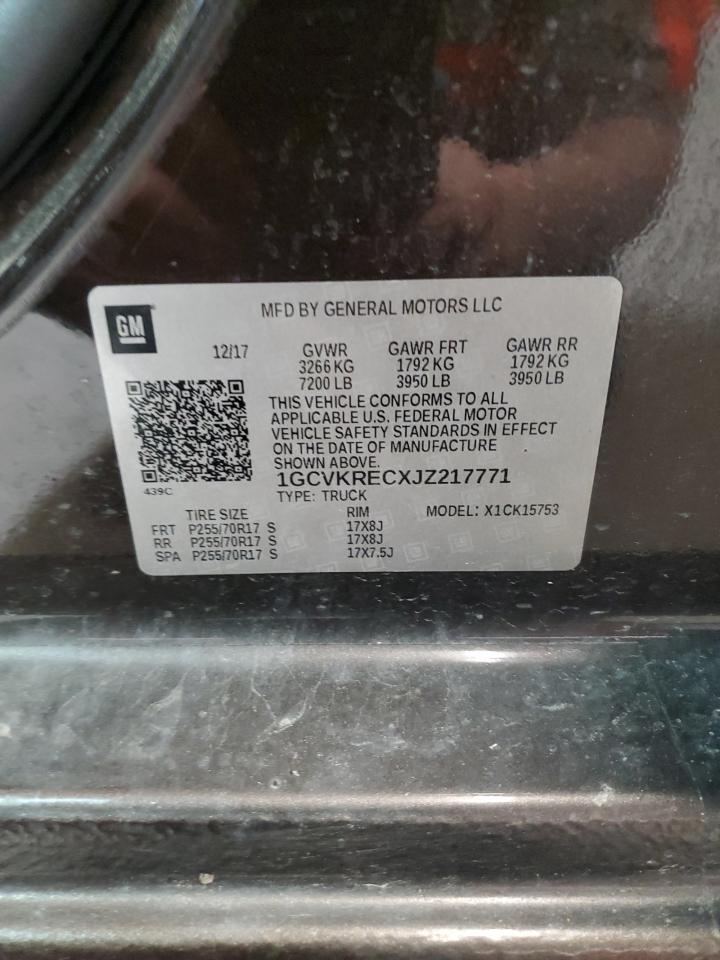 GM
MFD BY GENERAL MOTORS LLC
12/17 GVWR GAWR FRT GAWR RR
3266 KG 1792 KG 1792 KG
7200 LB 3950 LB 3950 LB
THIS VEHICLE CONFORMS TO ALL
APPLICABLE U.S. FEDERAL MOTOR
VEHICLE SAFETY STANDARDS IN EFFECT
ON THE DATE OF MANUFACTURE
SHOWN ABOVE.
1GCVKRECXJZ217771
439C
TYPE: TRUCK
TIRE SIZE RIM MODEL: X1CK15753
FRT P255/70R17 S 17X8J
RR P255/70R17 S 17X8J
SPA P255/70R17 S 17X7.5J